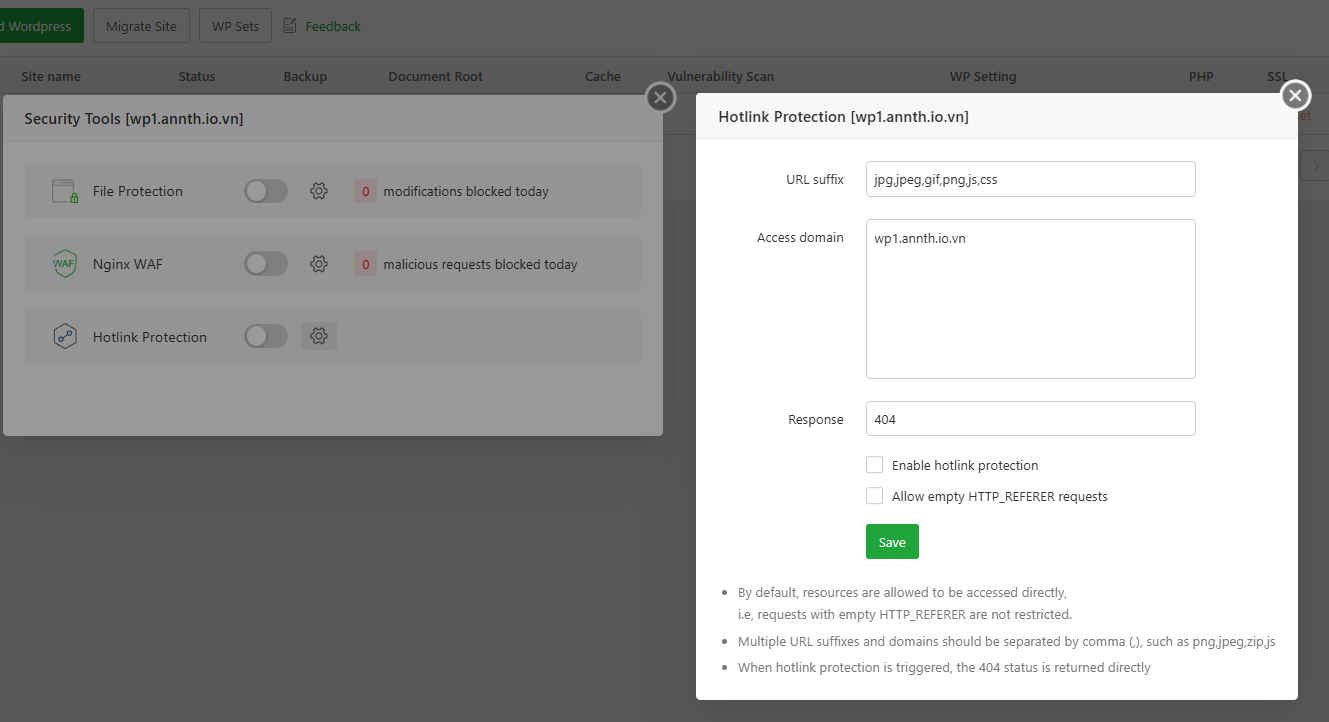 d Wordpress
Migrate Site
WP Sets
Feedback
Site name
Status
Backup
Document Root
Cache
Vulnerability Scan
WP Setting
PHP
SSL
Security Tools [wp1.annth.io.vn]
File Protection
0 modifications blocked today
WAF
Nginx WAF
0 malicious requests blocked today
Hotlink Protection
Hotlink Protection [wp1.annth.io.vn]
URL suffix
jpg,jpeg,gif,png,js,css
Access domain
wp1.annth.io.vn
Response
404
Enable hotlink protection
Allow empty HTTP_REFERER requests
Save
By default, resources are allowed to be accessed directly,
i.e, requests with empty HTTP_REFERER are not restricted.
Multiple URL suffixes and domains should be separated by comma (,), such as png,jpeg,zip,js
When hotlink protection is triggered, the 404 status is returned directly